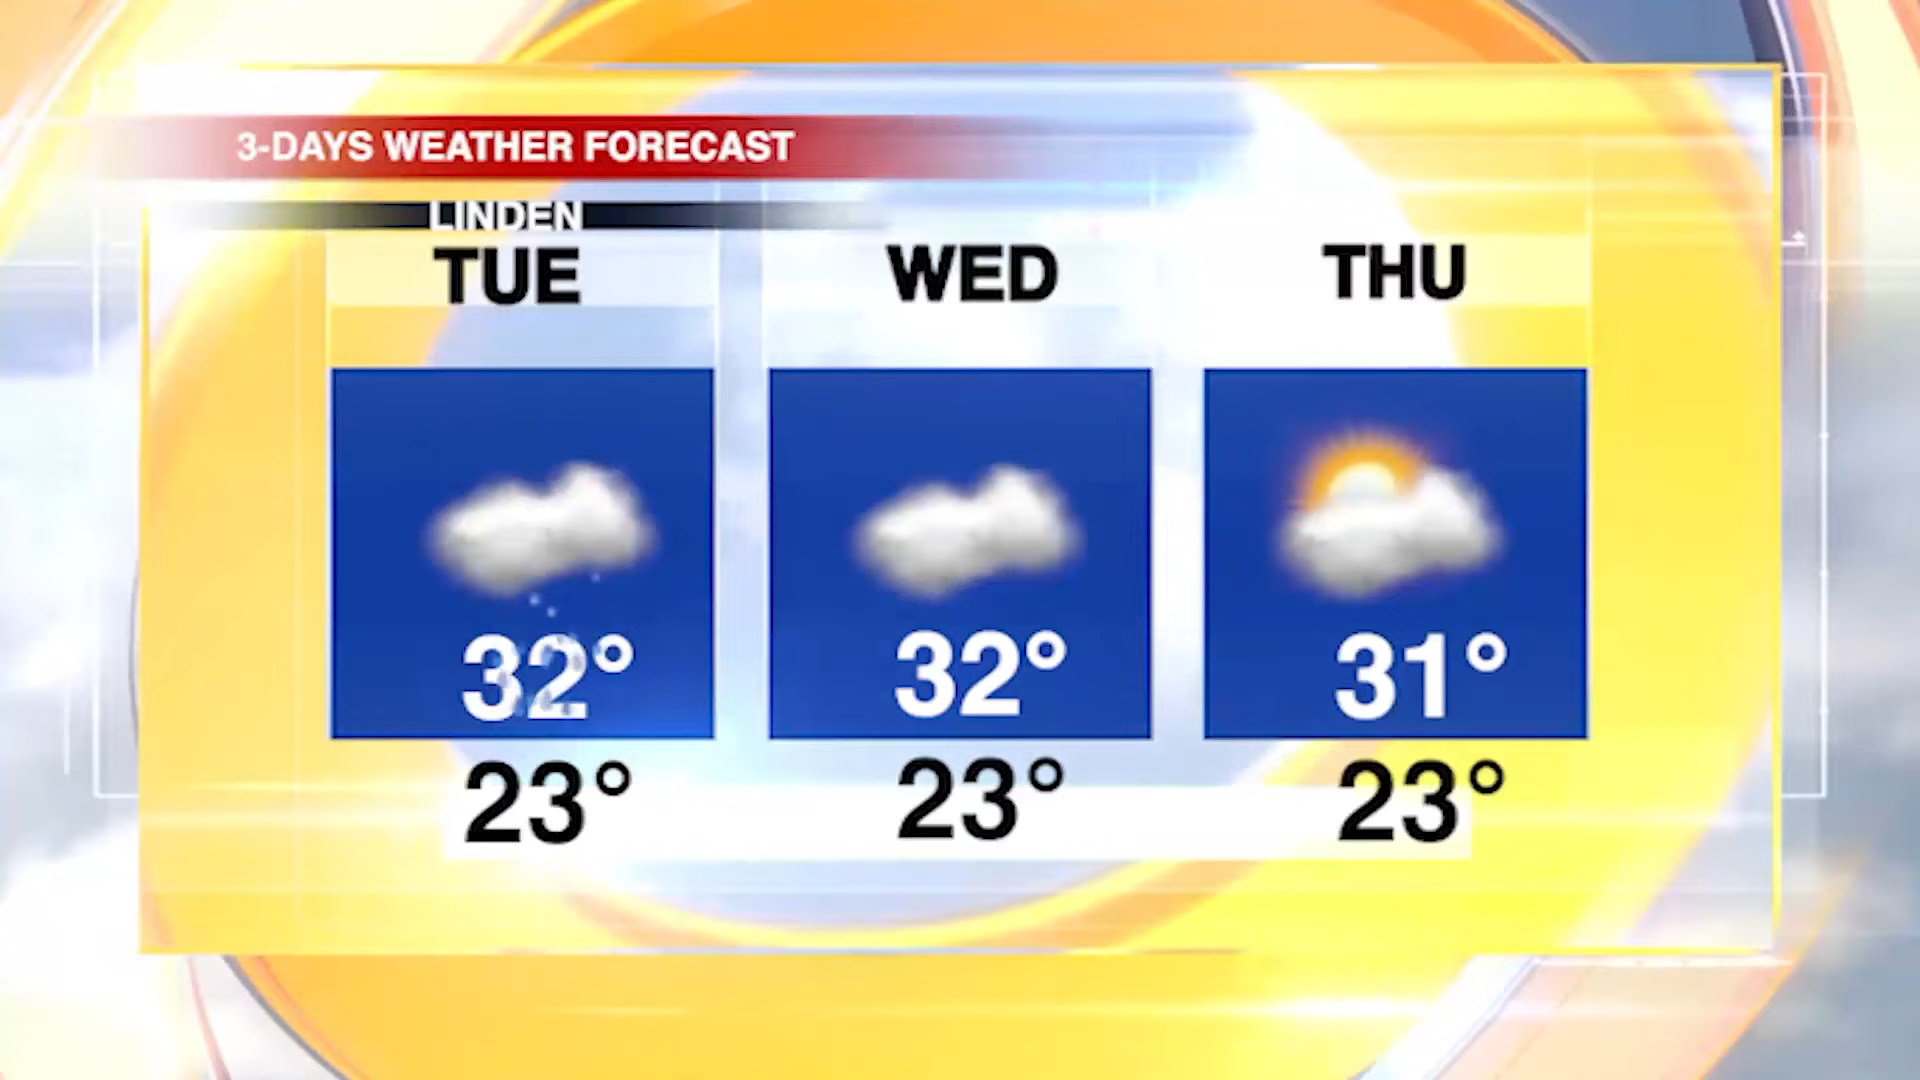 3-DAYS WEATHER FORECAST
LINDEN
TUE WED THU
32° 32° 31°
23° 23° 23°